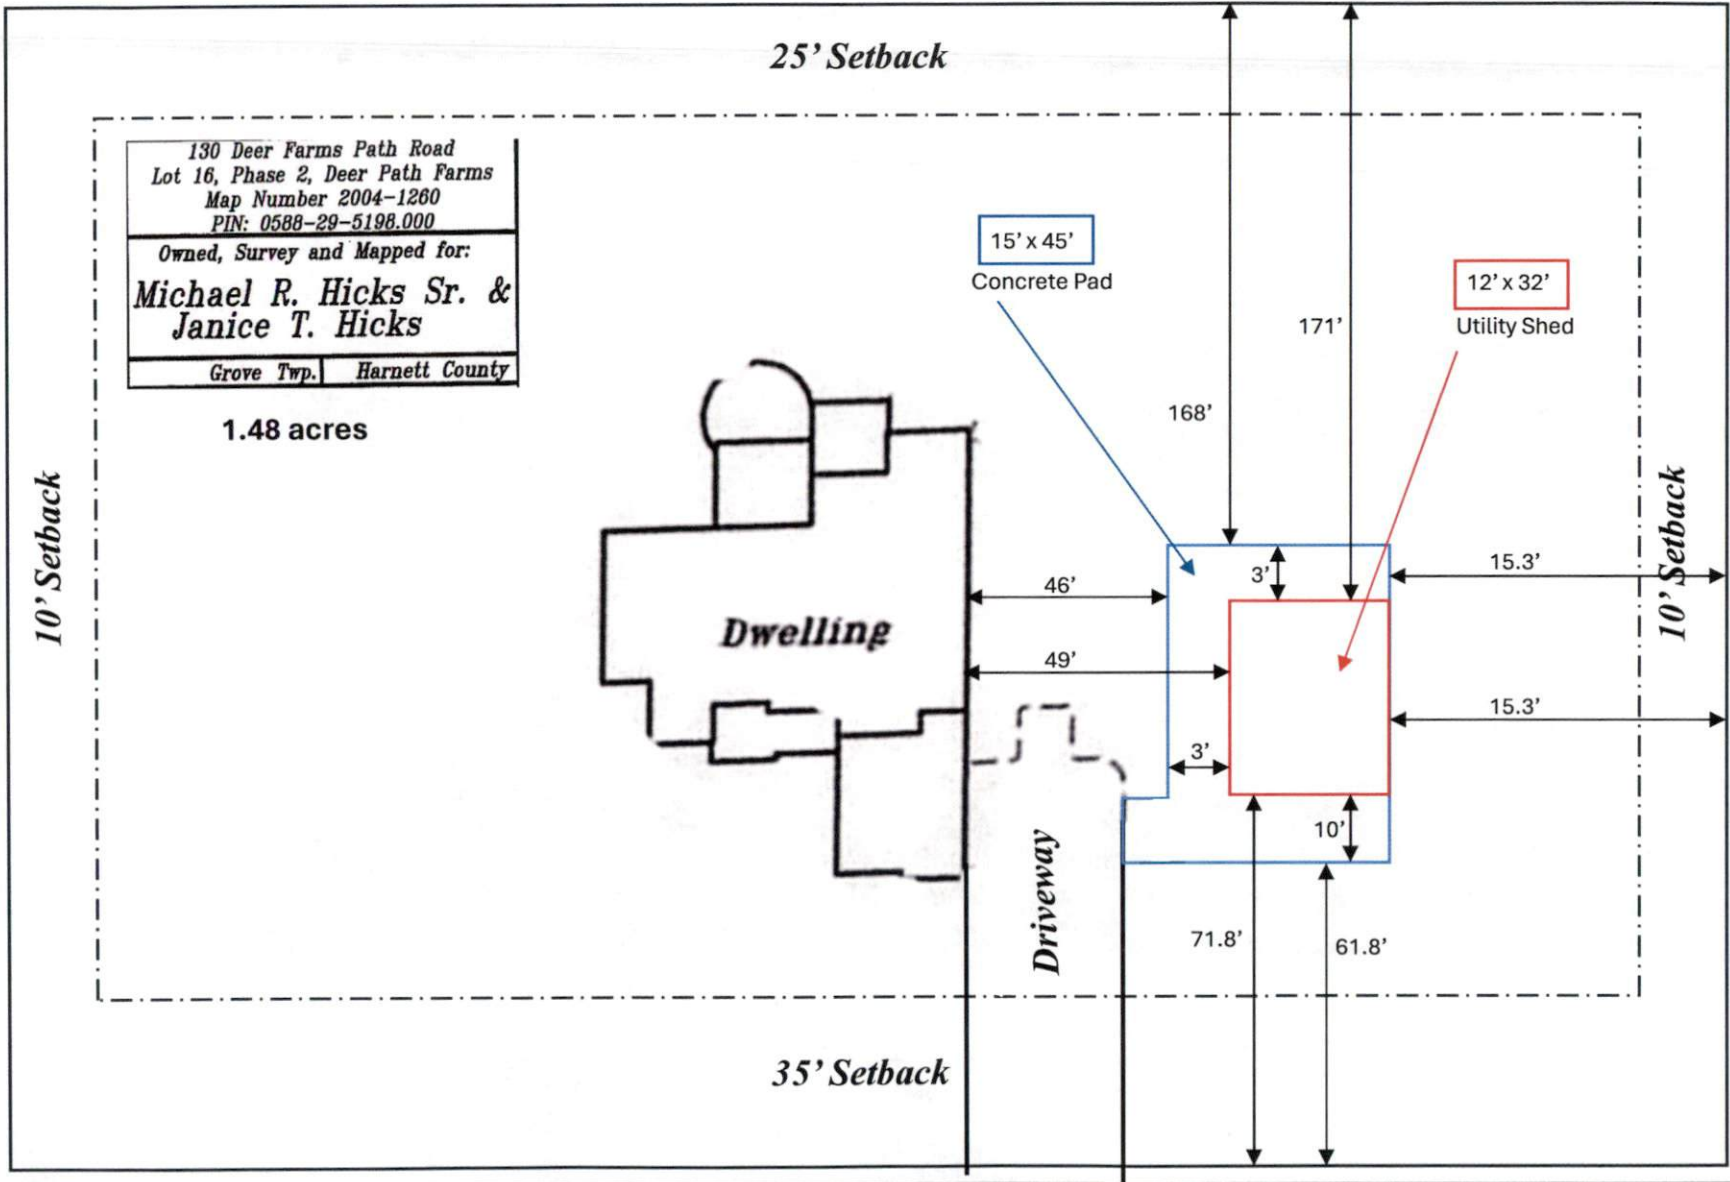 25’ Setback
130 Deer Farms Path Road
Lot 16, Phase 2, Deer Path Farms
Map Number 2004-1260
PIN: 0588-29-5198.000
Owned, Survey and Mapped for:
Michael R. Hicks Sr. &
Janice T. Hicks
Grove Twp. Harnett County
1.48 acres
15’ x 45’
Concrete Pad
12’ x 32’
Utility Shed
171’
168’
10’ Setback
10’ Setback
3’
15.3’
46’
Dwelling
49’
15.3’
3’
10’
Driveway
71.8’
61.8’
35’ Setback